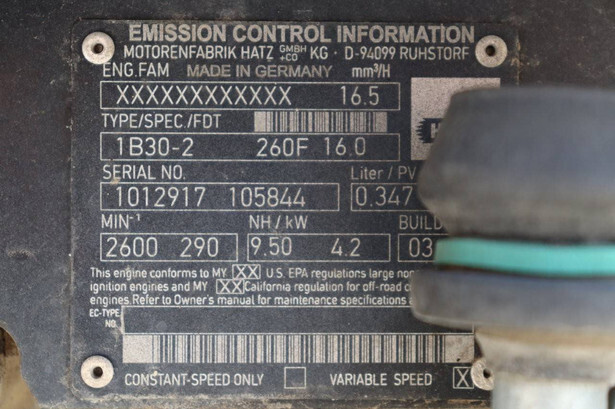 EMISSION CONTROL INFORMATION
MOTORENFABRIK HATZ GMBH +CO KG · D-94099 RUHSTORF
ENG.FAM MADE IN GERMANY mm³/H
XXXXXXXXXXXX 16.5
TYPE/SPEC./FDT
1B30-2 260F 16.0
SERIAL NO. Liter / PV
1012917 105844 0.347
MIN-¹ NH / kW BUILD
2600 290 9.50 4.2 03
This engine conforms to MY XX U.S. EPA regulations large
ignition engines and MY XX California regulation for off-road
engines. Refer to Owner's manual for maintenance specifications
EC-TYPE
NO.
CONSTANT-SPEED ONLY VARIABLE SPEED X